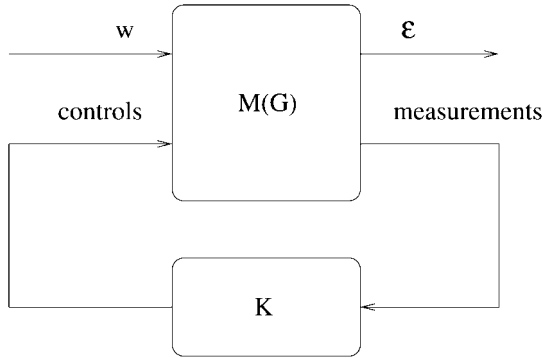 w
ε
M(G)
controls
measurements
K